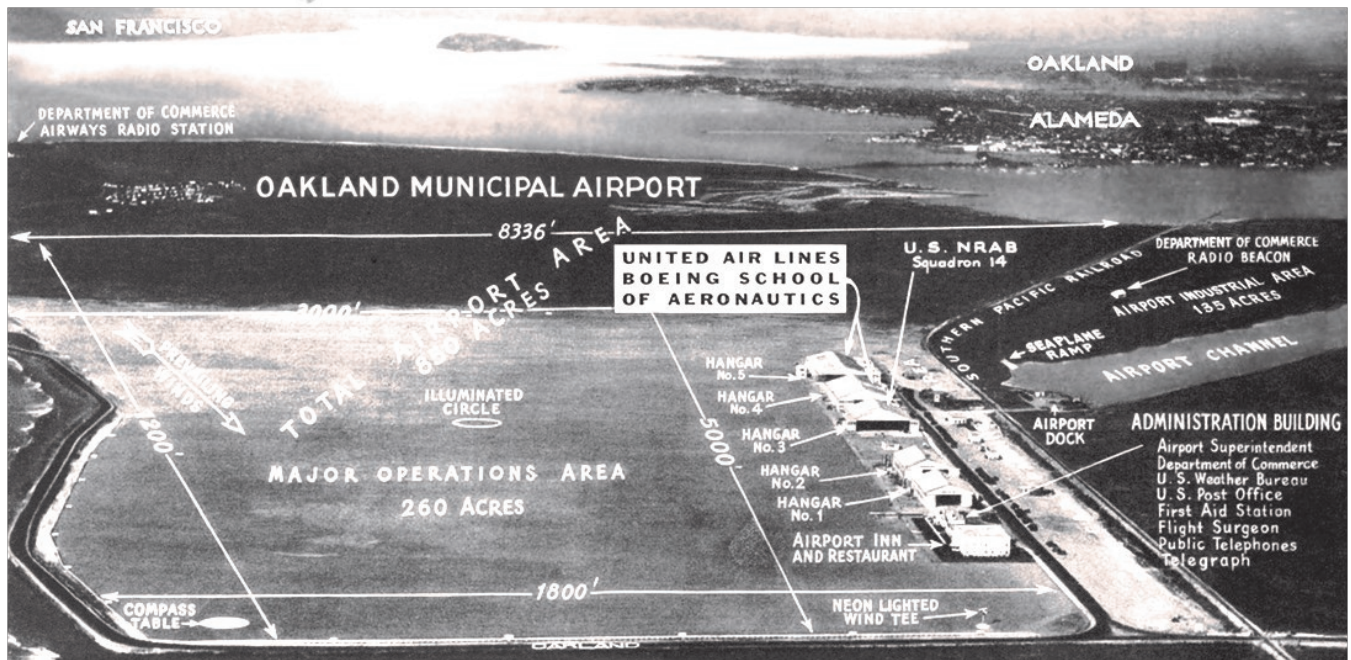 SAN FRANCISCO
OAKLAND
ALAMEDA
DEPARTMENT OF COMMERCE
AIRWAYS RADIO STATION
OAKLAND MUNICIPAL AIRPORT
8336'
UNITED AIR LINES
BOEING SCHOOL
OF AERONAUTICS
U.S. NRAB
Squadron 14
SOUTHERN PACIFIC RAILROAD
DEPARTMENT OF COMMERCE
RADIO BEACON
AIRPORT INDUSTRIAL AREA
135 ACRES
SEAPLANE
RAMP
AIRPORT CHANNEL
AIRPORT
DOCK
PREVAILING
WINDS
TOTAL AIRPORT AREA
ACRES
ILLUMINATED
CIRCLE
MAJOR OPERATIONS AREA
260 ACRES
5000'
HANGAR
No.5
HANGAR
No.4
HANGAR
No.3
HANGAR
No.2
HANGAR
No.1
AIRPORT INN
AND RESTAURANT
ADMINISTRATION BUILDING
Airport Superintendent
Department of Commerce
U.S. Weather Bureau
U.S. Post Office
First Aid Station
Flight Surgeon
Public Telephones
Telegraph
1800'
COMPASS
TABLE
NEON LIGHTED
WIND TEE
OAKLAND